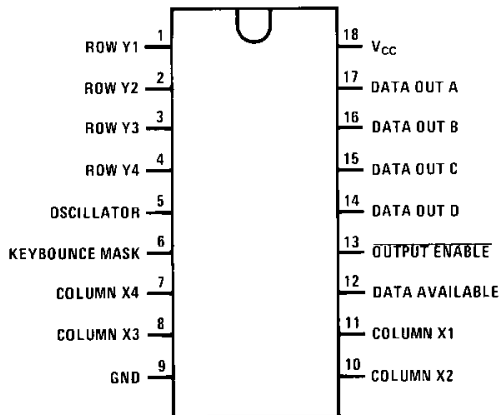 ROW Y1 1
ROW Y2 2
ROW Y3 3
ROW Y4 4
OSCILLATOR 5
KEYBOUNCE MASK 6
COLUMN X4 7
COLUMN X3 8
GND 9
18 VCC
17 DATA OUT A
16 DATA OUT B
15 DATA OUT C
14 DATA OUT D
13 OUTPUT ENABLE
12 DATA AVAILABLE
11 COLUMN X1
10 COLUMN X2